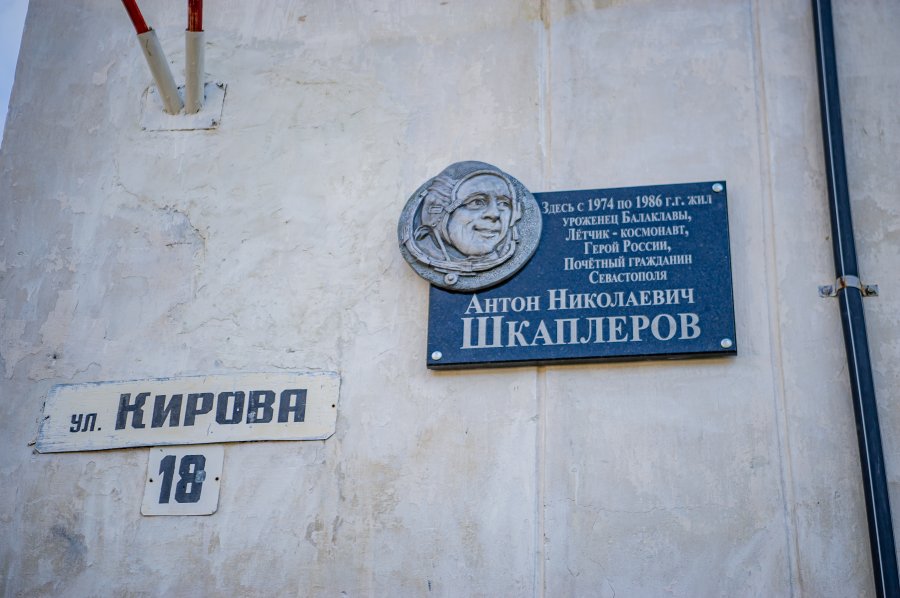 Здесь с 1974 по 1986 г.г. жил
уроженец Балаклавы,
Лётчик - космонавт,
Герой России,
Почётный гражданин
Севастополя
Антон Николаевич
Шкаплеров
ул. Кирова
18